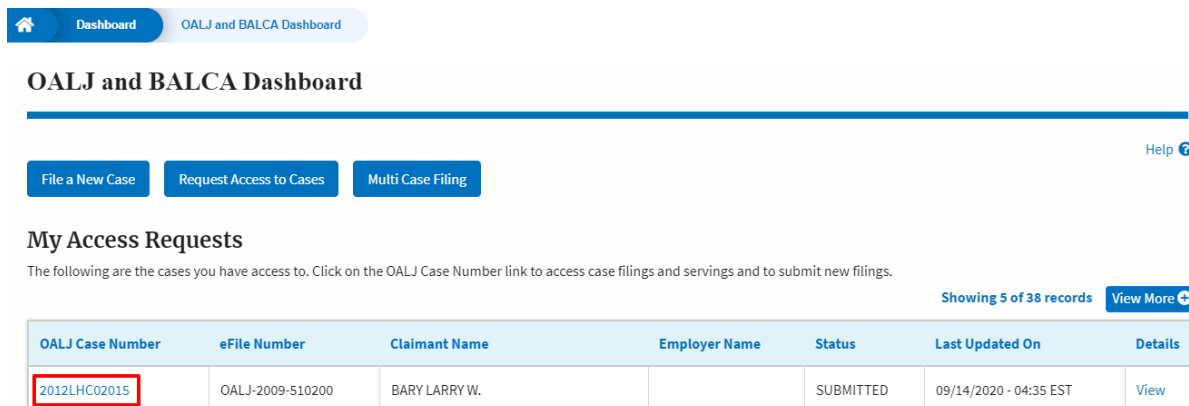 Dashboard OALJ and BALCA Dashboard
OALJ and BALCA Dashboard
Help
File a New Case Request Access to Cases Multi Case Filing
My Access Requests
The following are the cases you have access to. Click on the OALJ Case Number link to access case filings and servings and to submit new filings.
Showing 5 of 38 records View More
OALJ Case Number eFile Number Claimant Name Employer Name Status Last Updated On Details
2012LHC02015 OALJ-2009-510200 BARY LARRY W. SUBMITTED 09/14/2020 - 04:35 EST View